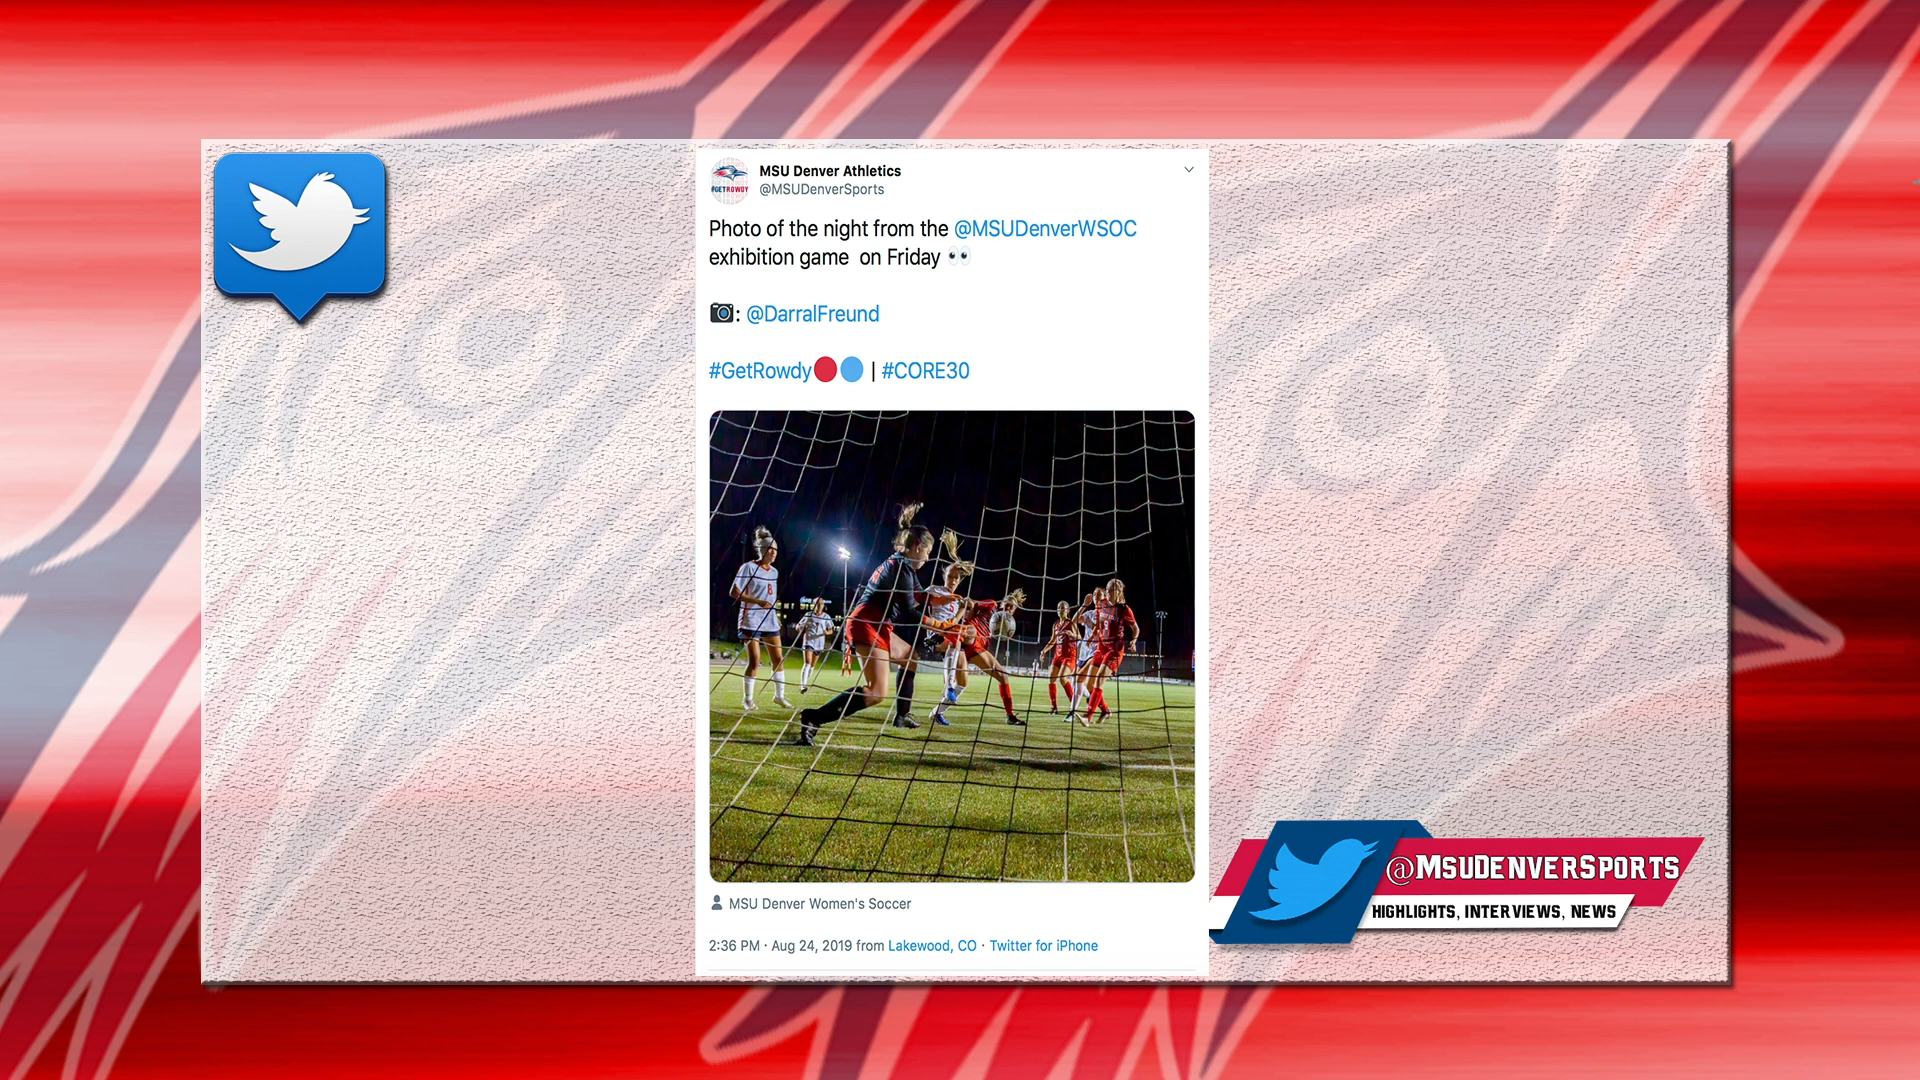 MSU Denver Athletics
#GETROWDY
@MSUDenverSports
Photo of the night from the @MSUDenverWSOC
exhibition game on Friday 👀
📷: @DarralFreund
#GetRowdy🔴🔵 | #CORE30
MSU Denver Women's Soccer
2:36 PM · Aug 24, 2019 from Lakewood, CO · Twitter for iPhone
@MSUDENVERSPORTS
HIGHLIGHTS, INTERVIEWS, NEWS